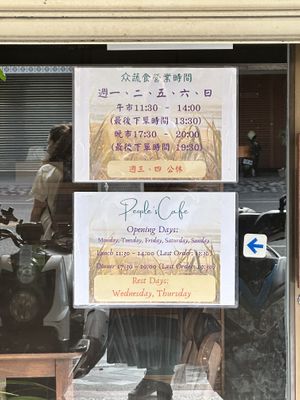 众蔬食營業時間
週一、二、五、六、日
午市11:30 - 14:00
(最後下單時間 13:30)
晚市17:30 - 20:00
(最後下單時間 19:30)
週三、四 公休
People's Cafe
Opening Days:
Monday, Tuesday, Friday, Saturday, Sunday
Lunch 11:30 - 14:00 (Last Order: 13:30)
Dinner 17:30 - 20:00 (Last Order: 19:30)
Rest Days:
Wednesday, Thursday